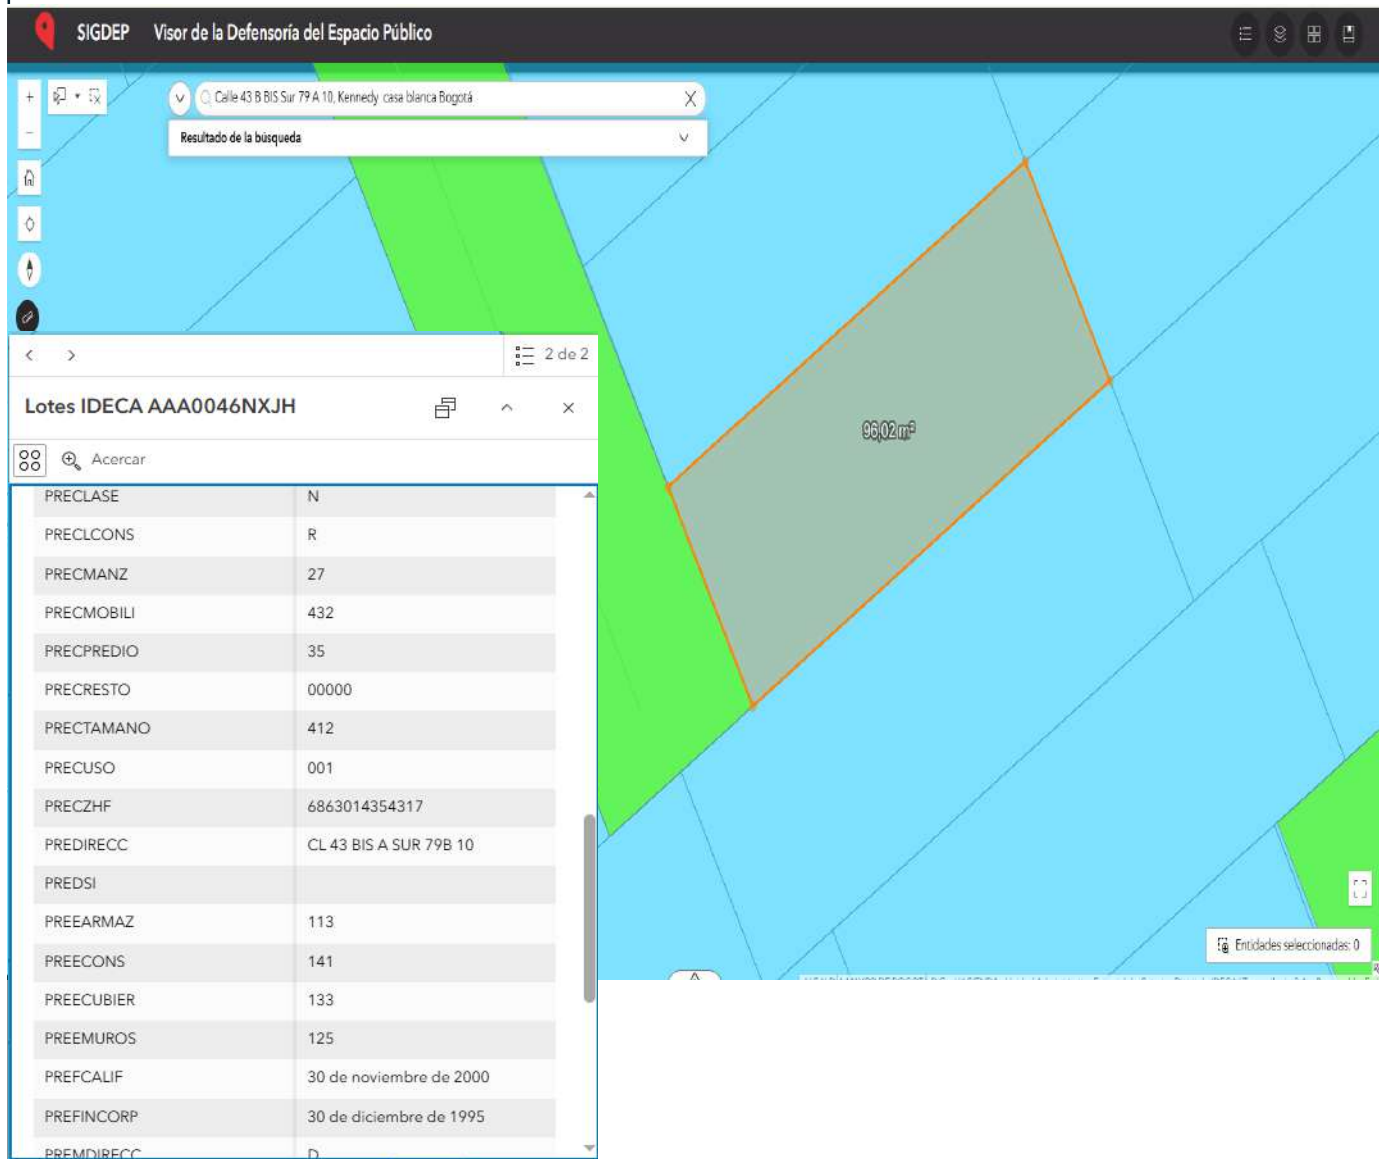 SIGDEP Visor de la Defensoría del Espacio Público
Calle 43 B BIS Sur 79 A 10, Kennedy casa blanca Bogotá
Resultado de la búsqueda
2 de 2
Lotes IDECA AAA0046NXJH
Acercar
PRECLASE N
PRECLCONS R
PRECMANZ 27
PRECMOBILI 432
PRECPREDIO 35
PRECRESTO 00000
PRECTAMANO 412
PRECUSO 001
PRECZHF 6863014354317
PREDIRECC CL 43 BIS A SUR 79B 10
PREDSI
PREEARMAZ 113
PREECONS 141
PREECUBIER 133
PREEMUROS 125
PREFCALIF 30 de noviembre de 2000
PREFINCORP 30 de diciembre de 1995
PREMDIRECC D
96,02 m²
Entidades seleccionadas: 0